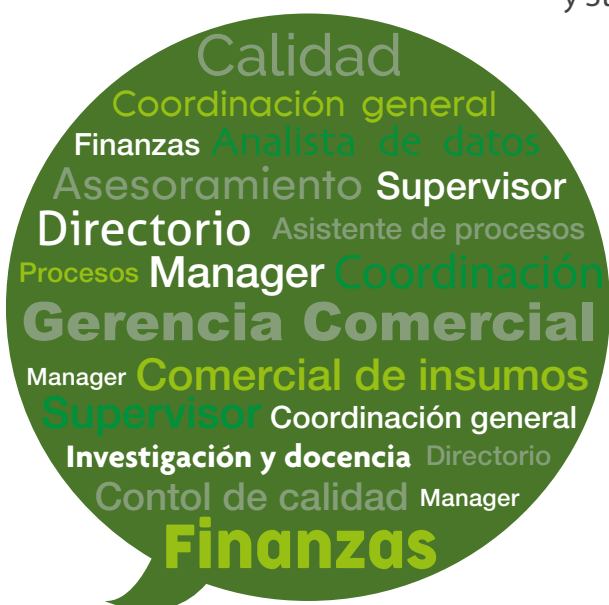 y su
Calidad
Coordinación general
Finanzas Analista de datos
Asesoramiento Supervisor
Directorio Asistente de procesos
Procesos Manager Coordinación
Gerencia Comercial
Manager Comercial de insumos
Supervisor Coordinación general
Investigación y docencia Directorio
Contol de calidad Manager
Finanzas